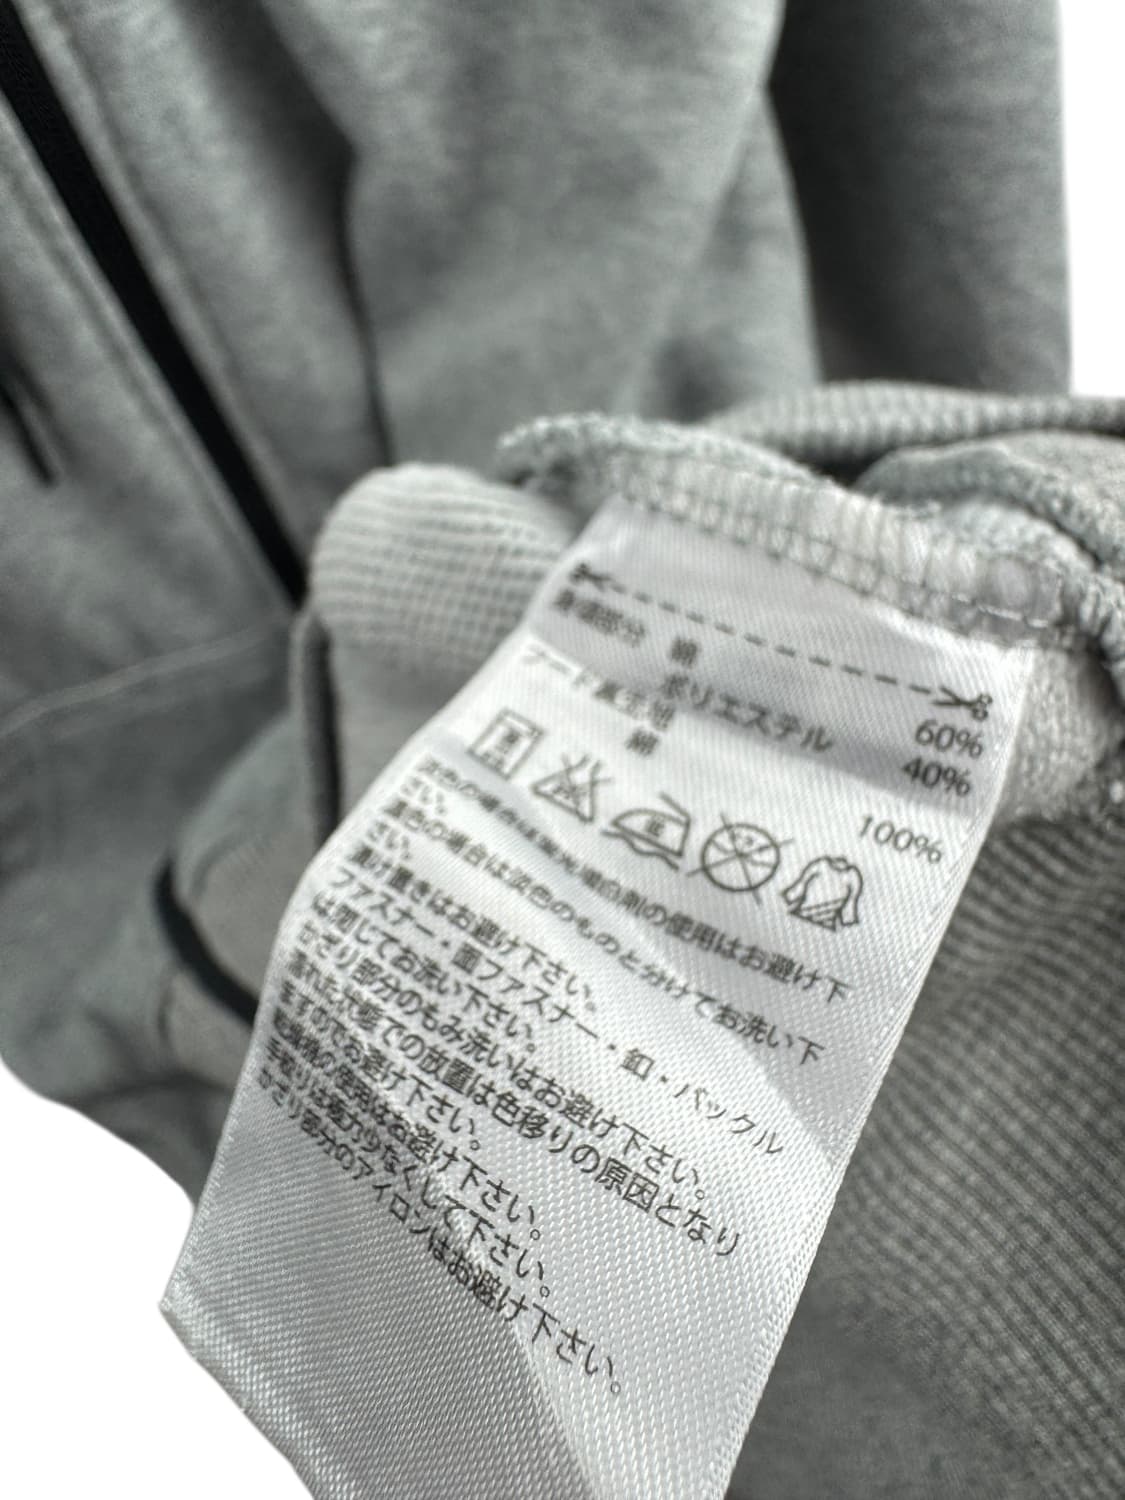 身頃部分 綿 60%
ポリエステル 40%
フード裏生地
綿 100%
淡色の場合は蛍光増白剤の使用はお避け下
さい。
濃色の場合は淡色のものと分けてお洗い下
さい。
漬け置きはお避け下さい。
ファスナー・面ファスナー・釦・バックル
は閉じてお洗い下さい。
かざり部分のもみ洗いはお避け下さい。
濡れた状態での放置は色移りの原因となり
ますのでお避け下さい。
乾燥機の使用はお避け下さい。
手絞りは極力少なくして下さい。
かざり部分のアイロンはお避け下さい。